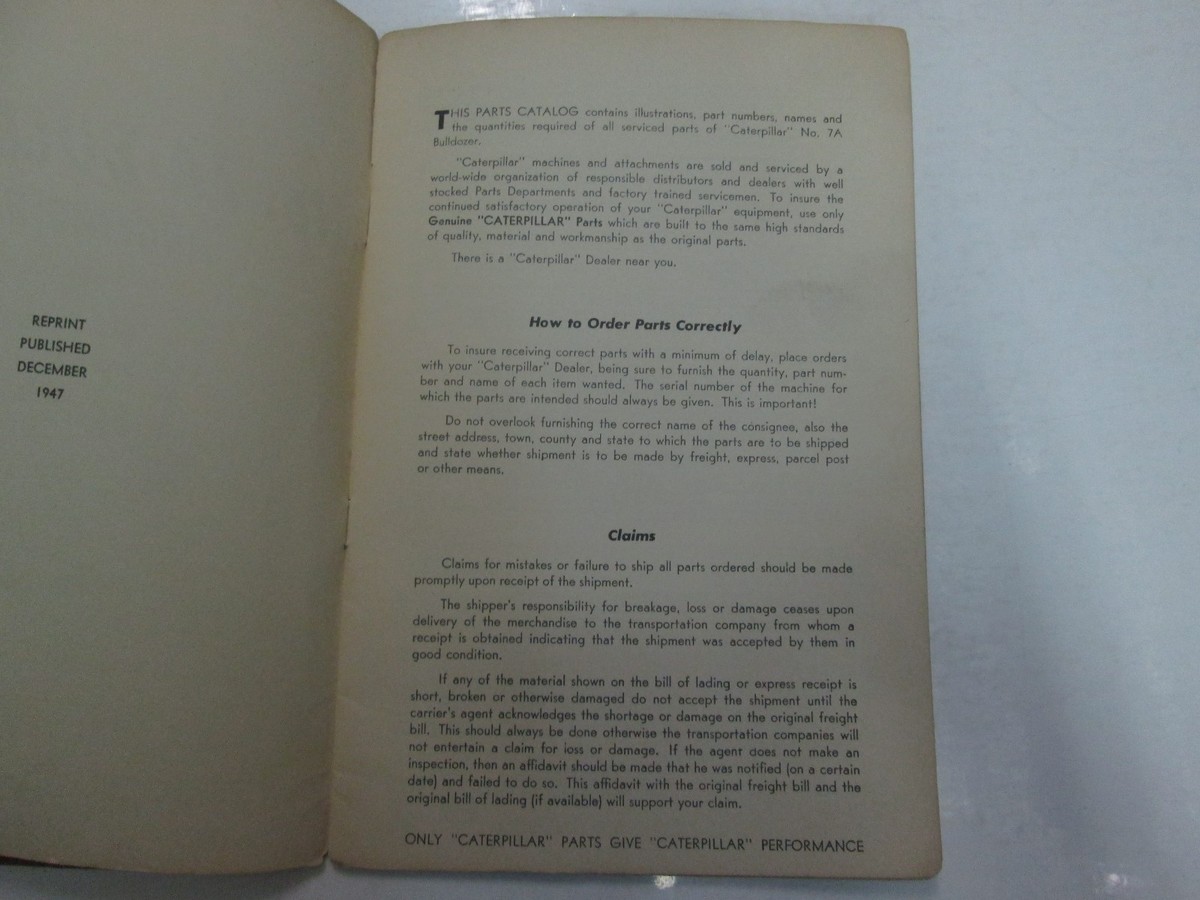 REPRINT
PUBLISHED
DECEMBER
1947
THIS PARTS CATALOG contains illustrations, part numbers, names and
the quantities required of all serviced parts of "Caterpillar" No. 7A
Bulldozer.
"Caterpillar" machines and attachments are sold and serviced by a
world-wide organization of responsible distributors and dealers with well
stocked Parts Departments and factory trained servicemen. To insure the
continued satisfactory operation of your "Caterpillar" equipment, use only
Genuine "CATERPILLAR" Parts which are built to the same high standards
of quality, material and workmanship as the original parts.
There is a "Caterpillar" Dealer near you.
How to Order Parts Correctly
To insure receiving correct parts with a minimum of delay, place orders
with your "Caterpillar" Dealer, being sure to furnish the quantity, part num-
ber and name of each item wanted. The serial number of the machine for
which the parts are intended should always be given. This is important!
Do not overlook furnishing the correct name of the consignee, also the
street address, town, county and state to which the parts are to be shipped
and state whether shipment is to be made by freight, express, parcel post
or other means.
Claims
Claims for mistakes or failure to ship all parts ordered should be made
promptly upon receipt of the shipment.
The shipper's responsibility for breakage, loss or damage ceases upon
delivery of the merchandise to the transportation company from whom a
receipt is obtained indicating that the shipment was accepted by them in
good condition.
If any of the material shown on the bill of lading or express receipt is
short, broken or otherwise damaged do not accept the shipment until the
carrier's agent acknowledges the shortage or damage on the original freight
bill. This should always be done otherwise the transportation companies will
not entertain a claim for loss or damage. If the agent does not make an
inspection, then an affidavit should be made that he was notified (on a certain
date) and failed to do so. This affidavit with the original freight bill and the
original bill of lading (if available) will support your claim.
ONLY "CATERPILLAR" PARTS GIVE "CATERPILLAR" PERFORMANCE